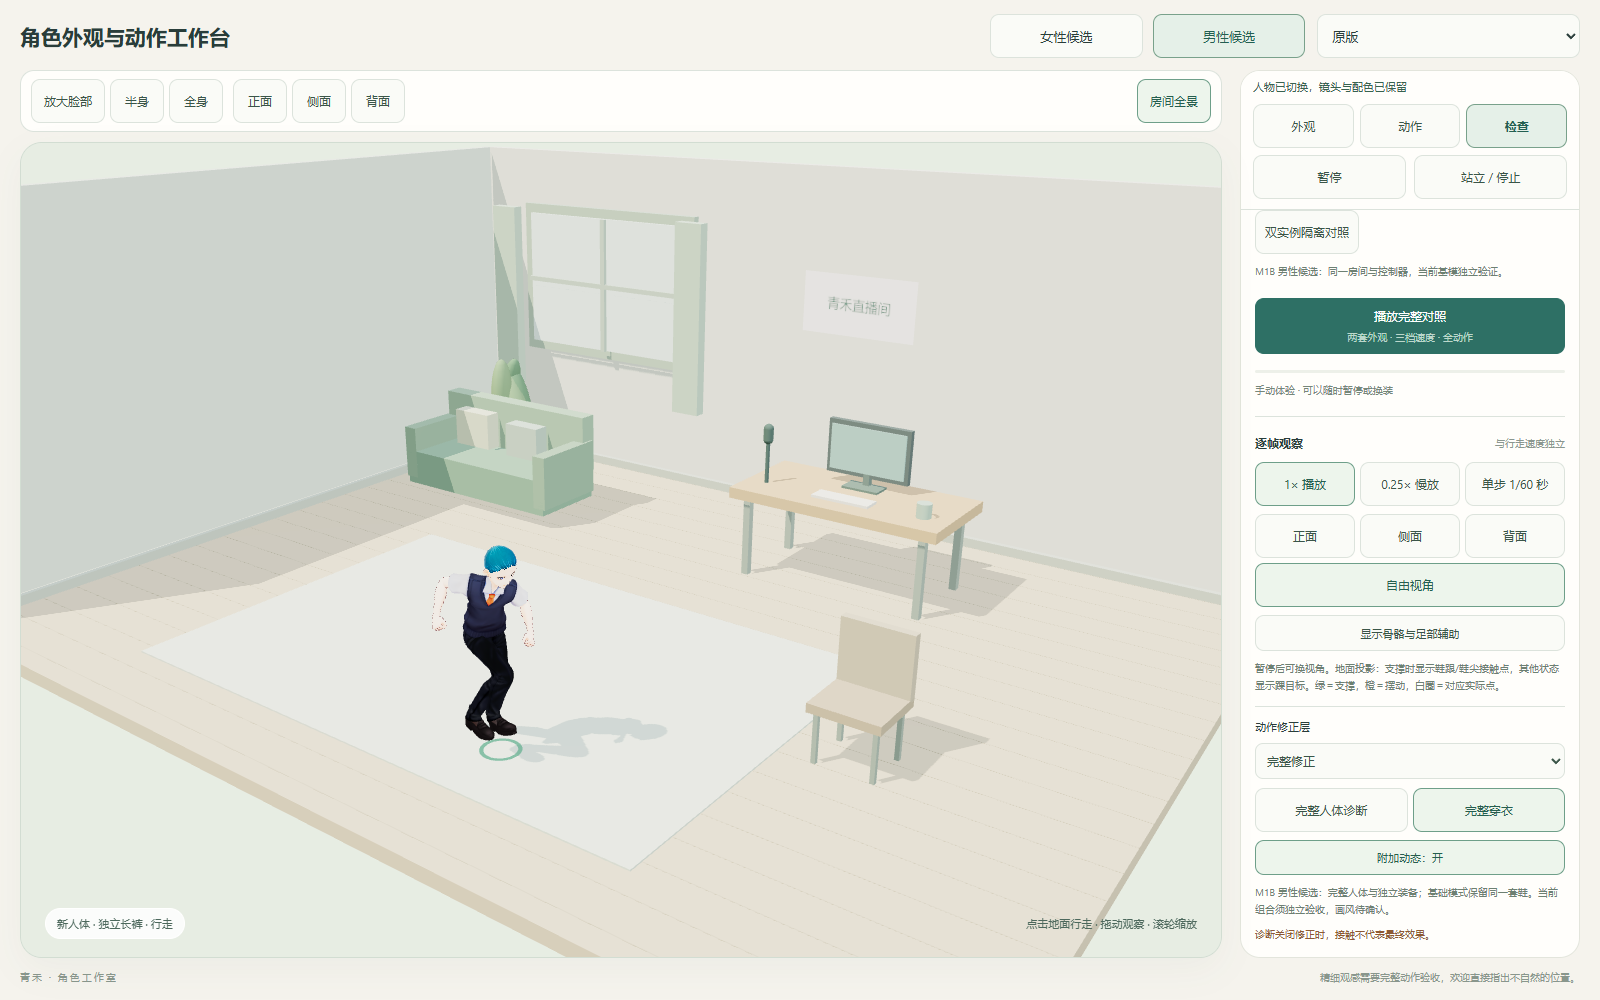 角色外观与动作工作台
女性候选
男性候选
原版
放大脸部
半身
全身
正面
侧面
背面
房间全景
人物已切换，镜头与配色已保留
外观
动作
检查
暂停
站立 / 停止
双实例隔离对照
M1B 男性候选：同一房间与控制器，当前基模独立验证。
播放完整对照
两套外观 · 三档速度 · 全动作
手动体验 · 可以随时暂停或换装
逐帧观察
与行走速度独立
1× 播放
0.25× 慢放
单步 1/60 秒
正面
侧面
背面
自由视角
显示骨骼与足部辅助
暂停后可换视角。地面投影：支撑时显示鞋跟/鞋尖接触点，其他状态
显示踝目标。绿＝支撑，橙＝摆动，白圈＝对应实际点。
动作修正层
完整修正
完整人体诊断
完整穿衣
附加动态：开
M1B 男性候选：完整人体与独立装备；基础模式保留同一套鞋。当前
组合须独立验收，画风待确认。
诊断关闭修正时，接触不代表最终效果。
青禾直播间
新人体 · 独立长裤 · 行走
点击地面行走 · 拖动观察 · 滚轮缩放
青禾 · 角色工作室
精细观感需要完整动作验收，欢迎直接指出不自然的位置。